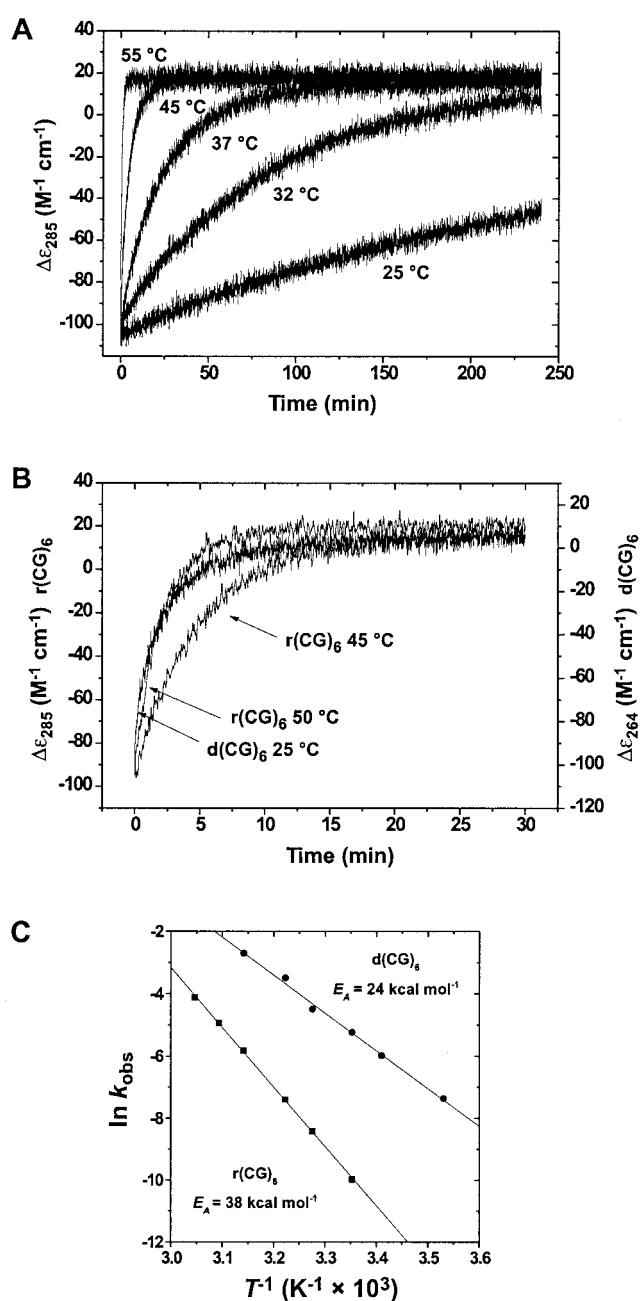 A
Δε₂₈₅ (M⁻¹ cm⁻¹)
40
20
0
-20
-40
-60
-80
-100
55 °C
45 °C
37 °C
32 °C
25 °C
0 50 100 150 200 250
Time (min)
B
Δε₂₈₅ (M⁻¹ cm⁻¹) r(CG)₆
40
20
0
-20
-40
-60
-80
-100
r(CG)₆ 45 °C
r(CG)₆ 50 °C
d(CG)₆ 25 °C
20
0
-20
-40
-60
-80
-100
-120
Δε₂₆₄ (M⁻¹ cm⁻¹) d(CG)₆
0 5 10 15 20 25 30
Time (min)
C
ln k_obs
-2
-4
-6
-8
-10
-12
d(CG)₆
E_A = 24 kcal mol⁻¹
r(CG)₆
E_A = 38 kcal mol⁻¹
3.0 3.1 3.2 3.3 3.4 3.5 3.6
T⁻¹ (K⁻¹ × 10³)